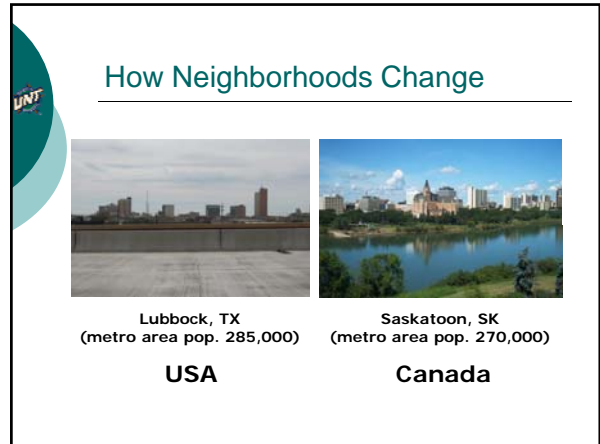 How Neighborhoods Change
UNT
Lubbock, TX
(metro area pop. 285,000)
USA
Saskatoon, SK
(metro area pop. 270,000)
Canada